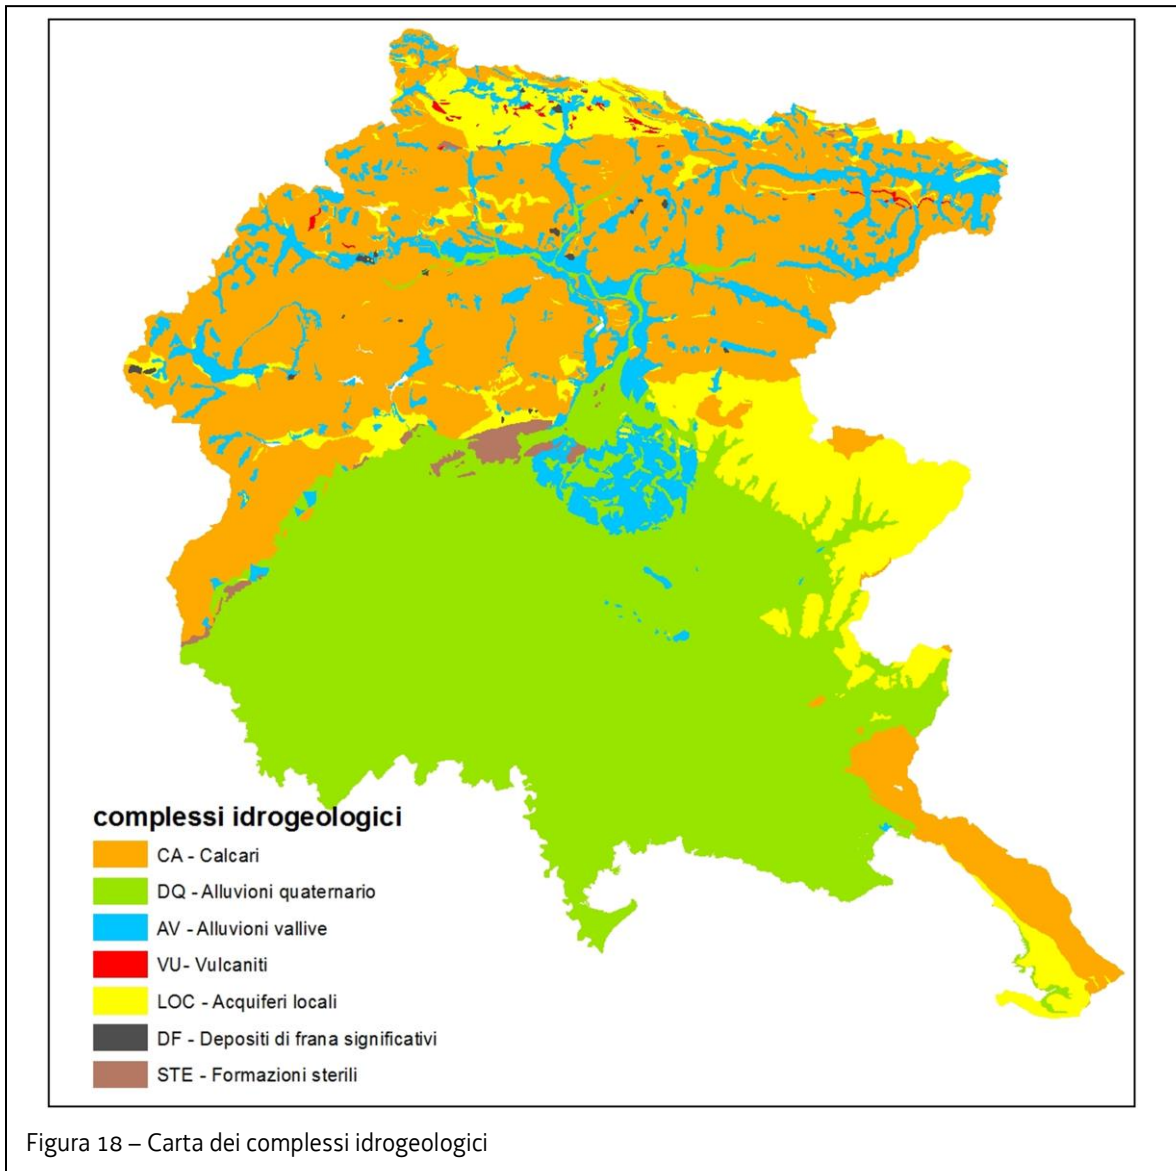 complessi idrogeologici
CA - Calcari
DQ - Alluvioni quaternario
AV - Alluvioni vallive
VU- Vulcaniti
LOC - Acquiferi locali
DF - Depositi di frana significativi
STE - Formazioni sterili
Figura 18 – Carta dei complessi idrogeologici